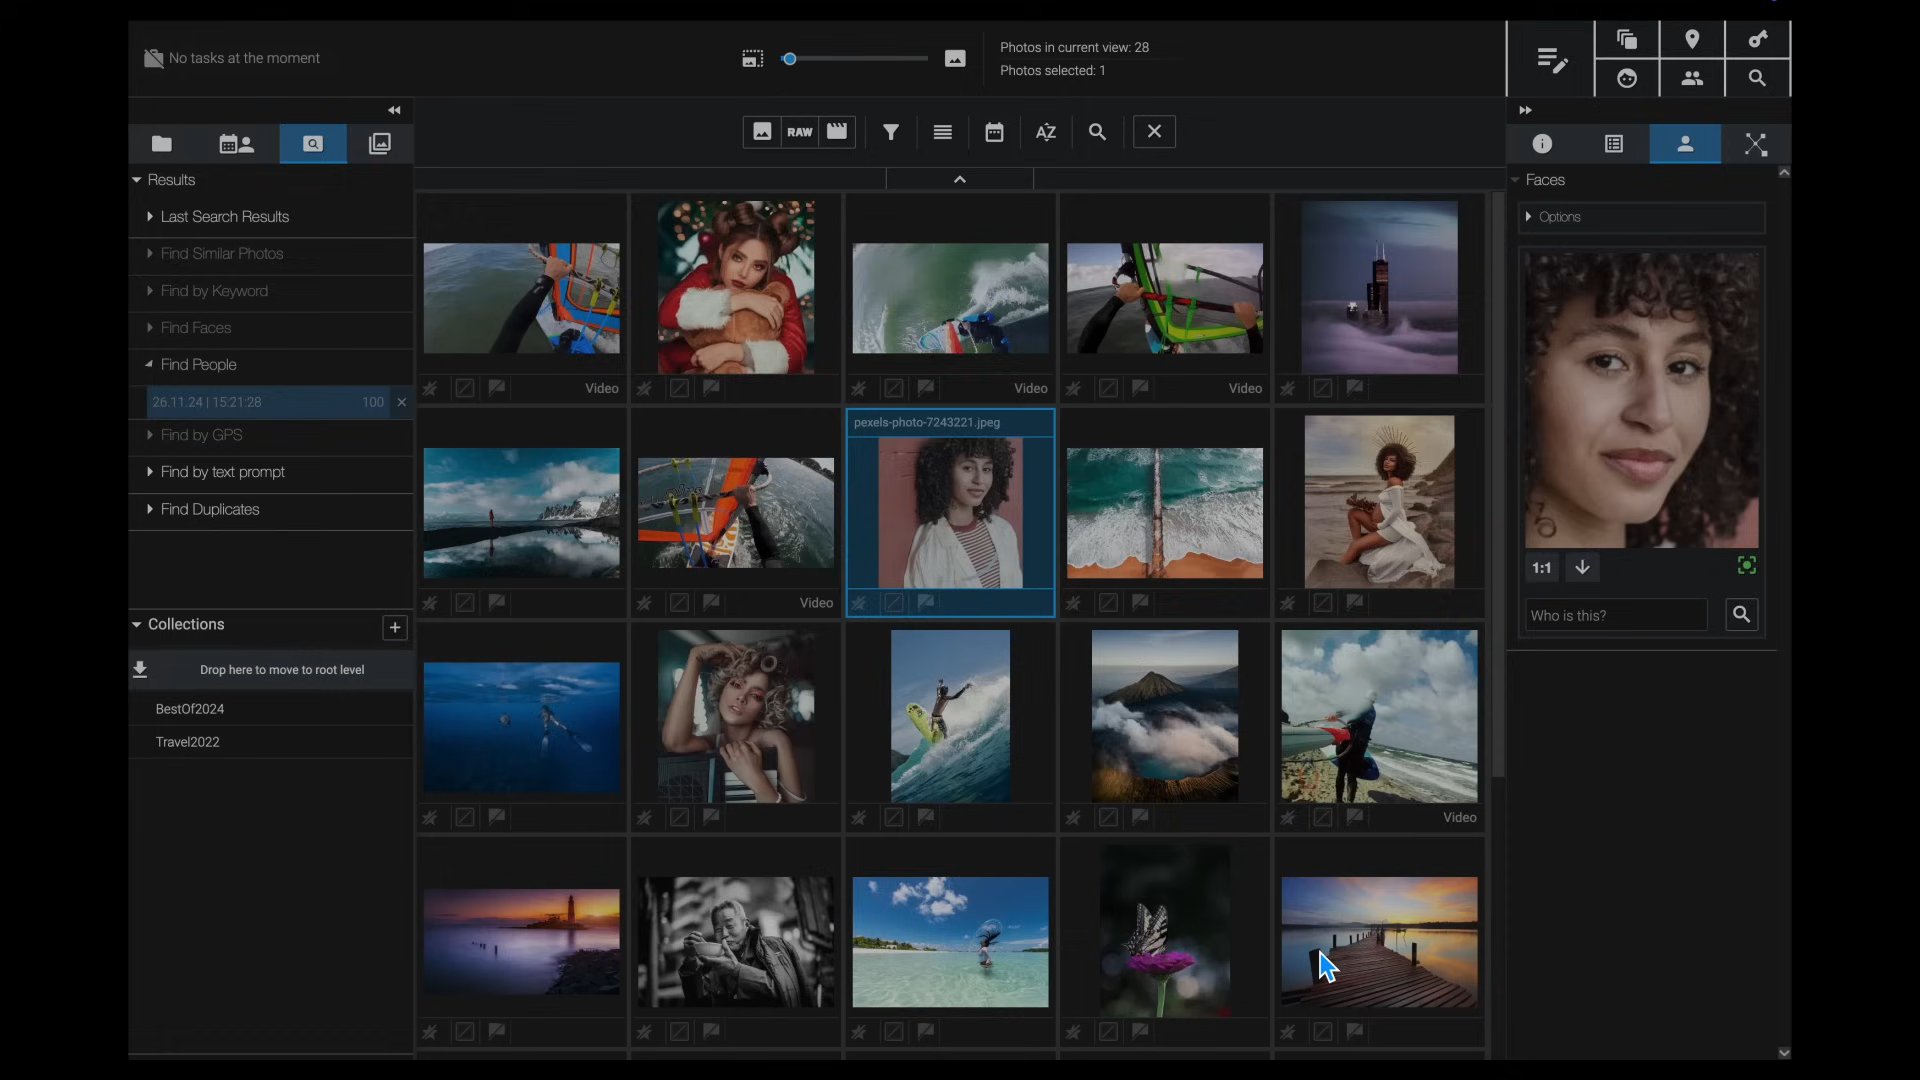 No tasks at the moment
Photos in current view: 28
Photos selected: 1
RAW
AZ
Results
Last Search Results
Find Similar Photos
Find by Keyword
Find Faces
Find People
26.11.24 | 15:21:28 100
Find by GPS
Find by text prompt
Find Duplicates
Collections
Drop here to move to root level
BestOf2024
Travel2022
Video
Video
Video
pexels-photo-7243221.jpeg
Video
Video
Faces
Options
1:1
Who is this?